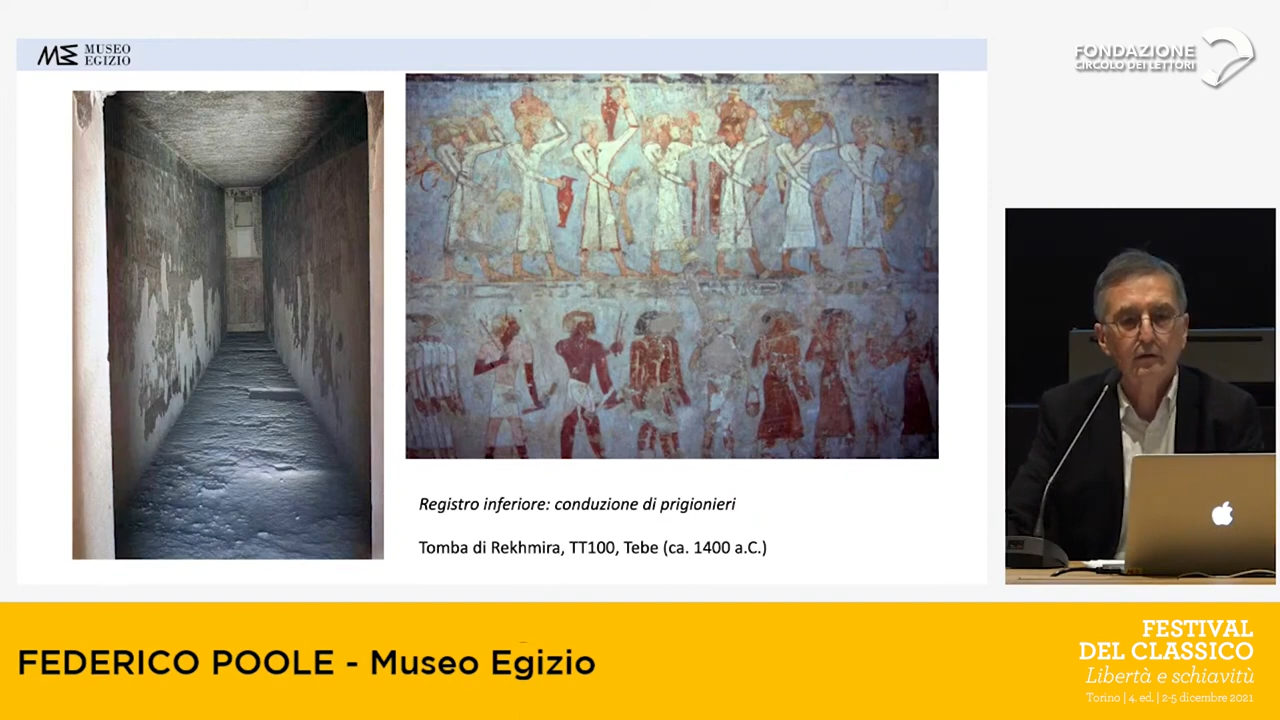 MUSEO
EGIZIO
FONDAZIONE
CIRCOLO DEI LETTORI
Registro inferiore: conduzione di prigionieri
Tomba di Rekhmira, TT100, Tebe (ca. 1400 a.C.)
FEDERICO POOLE - Museo Egizio
FESTIVAL
DEL CLASSICO
Libertà e schiavitù
Torino | 4. ed. | 2-5 dicembre 2021